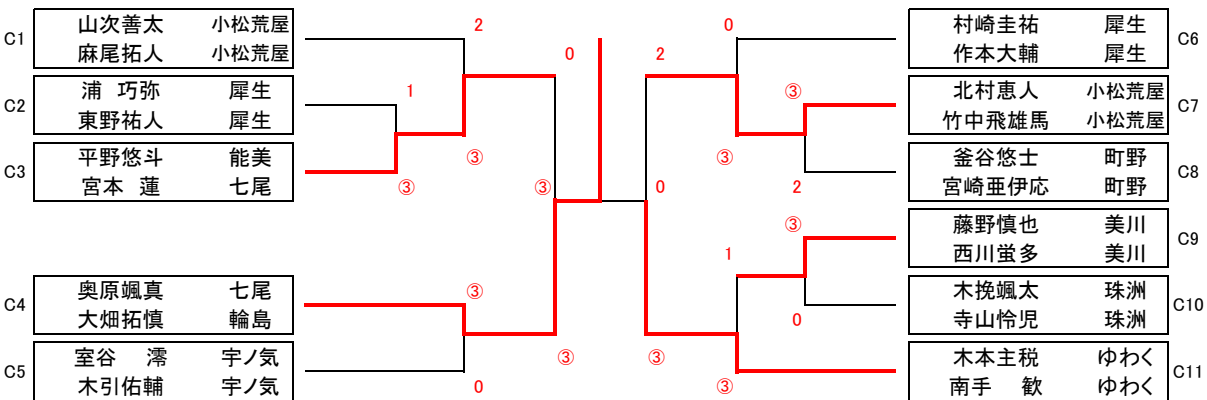 C1
山次善太 小松荒屋
麻尾拓人 小松荒屋
C2
浦 巧弥 犀生
東野祐人 犀生
C3
平野悠斗 能美
宮本 蓮 七尾
C4
奥原颯真 七尾
大畑拓慎 輪島
C5
室谷 澪 宇ノ気
木引佑輔 宇ノ気
2
1
③
③
③
0
0
③
③
③
0
2
0
③
③
2
0
③
1
③
0
③
村崎圭祐 犀生
作本大輔 犀生
C6
北村恵人 小松荒屋
竹中飛雄馬 小松荒屋
C7
釜谷悠士 町野
宮崎亜伊応 町野
C8
藤野慎也 美川
西川蛍多 美川
C9
木挽颯太 珠洲
寺山怜児 珠洲
C10
木本主税 ゆわく
南手 歓 ゆわく
C11